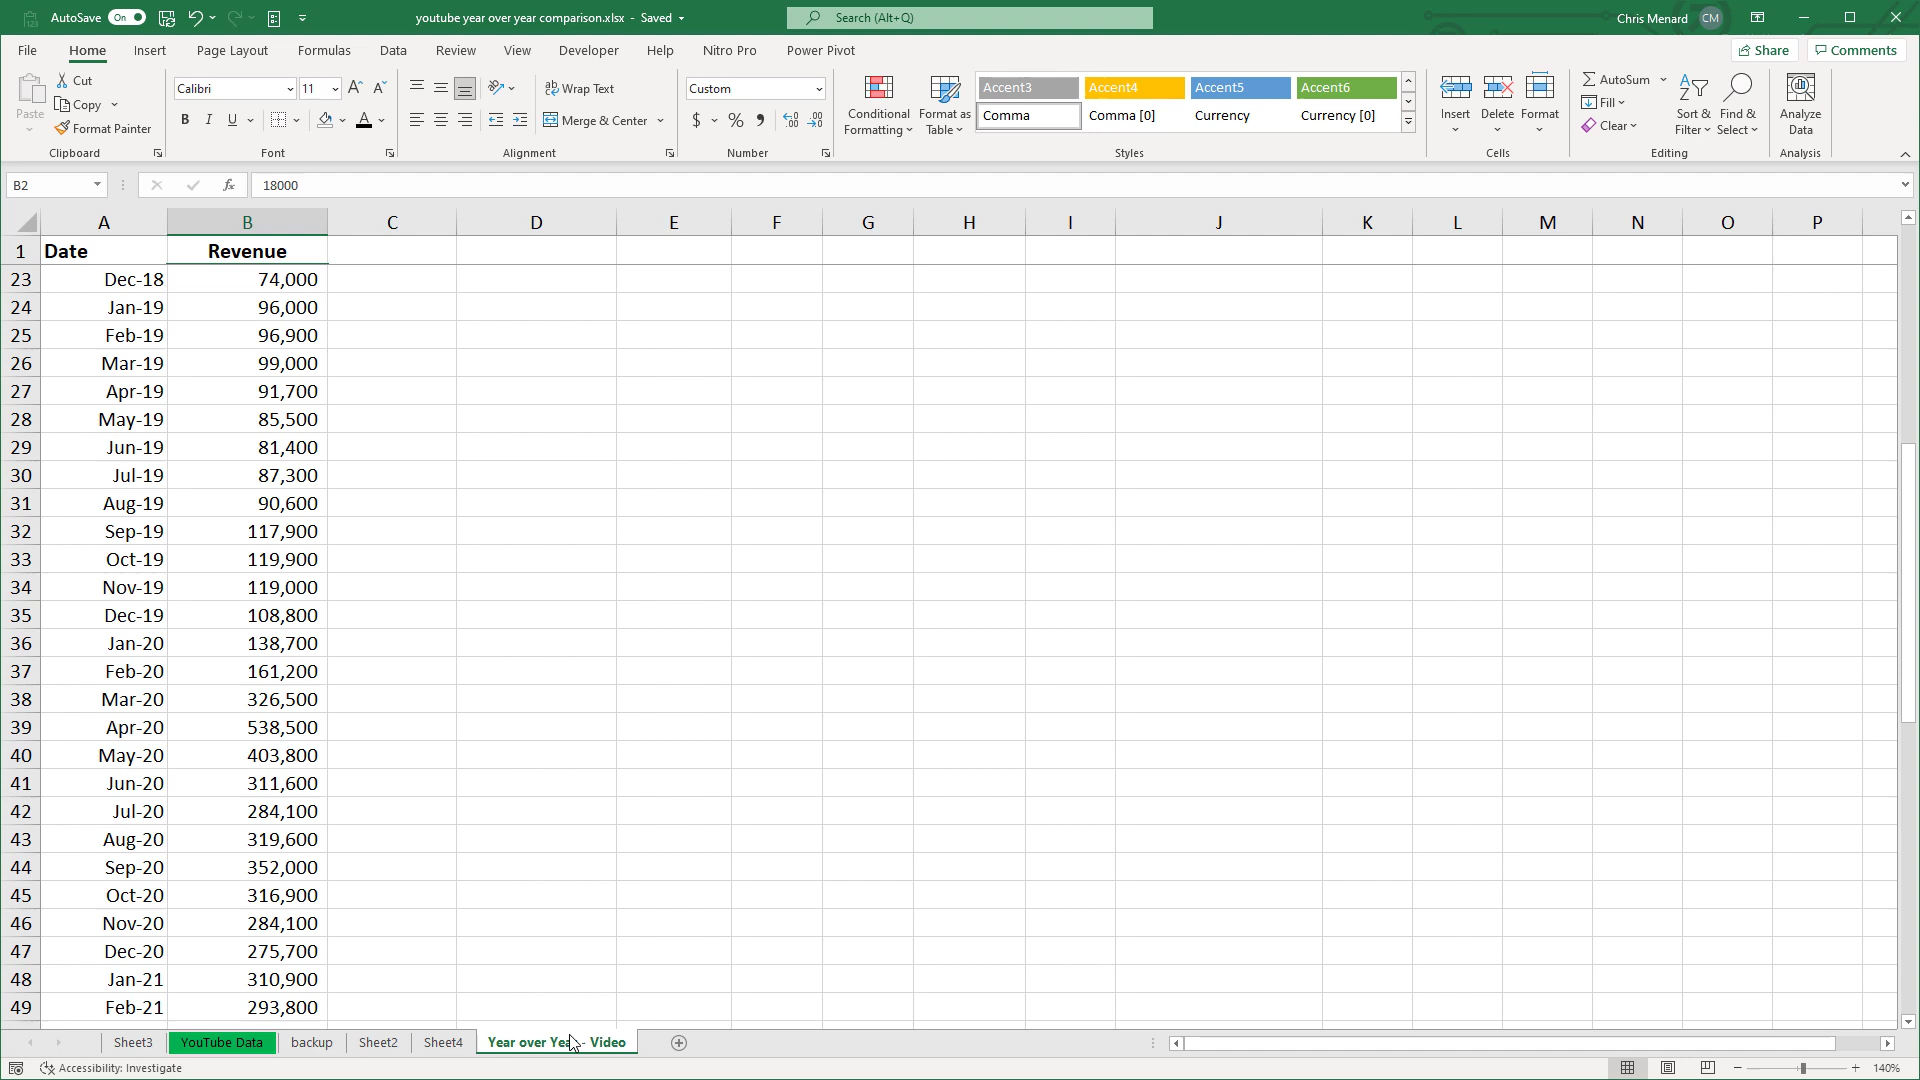 AutoSave On youtube year over year comparison.xlsx - Saved Search (Alt+Q) Chris Menard CM
File Home Insert Page Layout Formulas Data Review View Developer Help Nitro Pro Power Pivot Share Comments
Paste Cut Copy Format Painter Clipboard
Calibri 11 A A B I U A Font
ab Wrap Text Merge & Center Alignment
Custom $ % 9 Number
Conditional Formatting Format as Table
Accent3 Accent4 Accent5 Accent6
Comma Comma [0] Currency Currency [0]
Styles
Insert Delete Format Cells
AutoSum Fill Clear Sort & Filter Find & Select Editing
Analyze Data Analysis
B2 fx 18000
A B C D E F G H I J K L M N O P
1 Date Revenue
23 Dec-18 74,000
24 Jan-19 96,000
25 Feb-19 96,900
26 Mar-19 99,000
27 Apr-19 91,700
28 May-19 85,500
29 Jun-19 81,400
30 Jul-19 87,300
31 Aug-19 90,600
32 Sep-19 117,900
33 Oct-19 119,900
34 Nov-19 119,000
35 Dec-19 108,800
36 Jan-20 138,700
37 Feb-20 161,200
38 Mar-20 326,500
39 Apr-20 538,500
40 May-20 403,800
41 Jun-20 311,600
42 Jul-20 284,100
43 Aug-20 319,600
44 Sep-20 352,000
45 Oct-20 316,900
46 Nov-20 284,100
47 Dec-20 275,700
48 Jan-21 310,900
49 Feb-21 293,800
Sheet3 YouTube Data backup Sheet2 Sheet4 Year over Year - Video
Accessibility: Investigate 140%